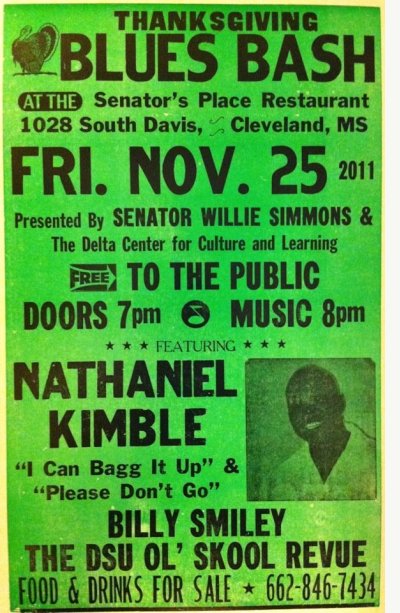 THANKSGIVING
BLUES BASH
AT THE Senator's Place Restaurant
1028 South Davis, Cleveland, MS
FRI. NOV. 25 2011
Presented By SENATOR WILLIE SIMMONS &
The Delta Center for Culture and Learning
FREE TO THE PUBLIC
DOORS 7pm MUSIC 8pm
★ ★ ★ FEATURING ★ ★ ★
NATHANIEL
KIMBLE
"I Can Bagg It Up" &
"Please Don't Go"
BILLY SMILEY
THE DSU OL' SKOOL REVUE
FOOD & DRINKS FOR SALE ★ 662-846-7434